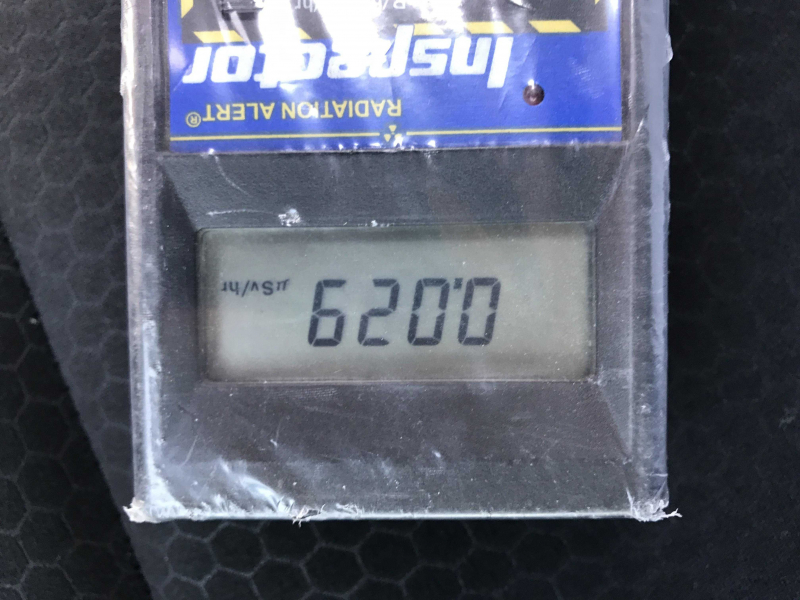 0.029 µSv/hr
RADIATION ALERT®
Inspector